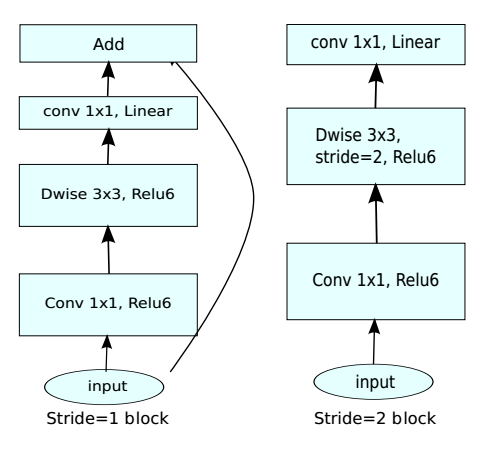 Add
conv 1x1, Linear
Dwise 3x3, Relu6
Conv 1x1, Relu6
input
Stride=1 block
conv 1x1, Linear
Dwise 3x3,
stride=2, Relu6
Conv 1x1, Relu6
input
Stride=2 block